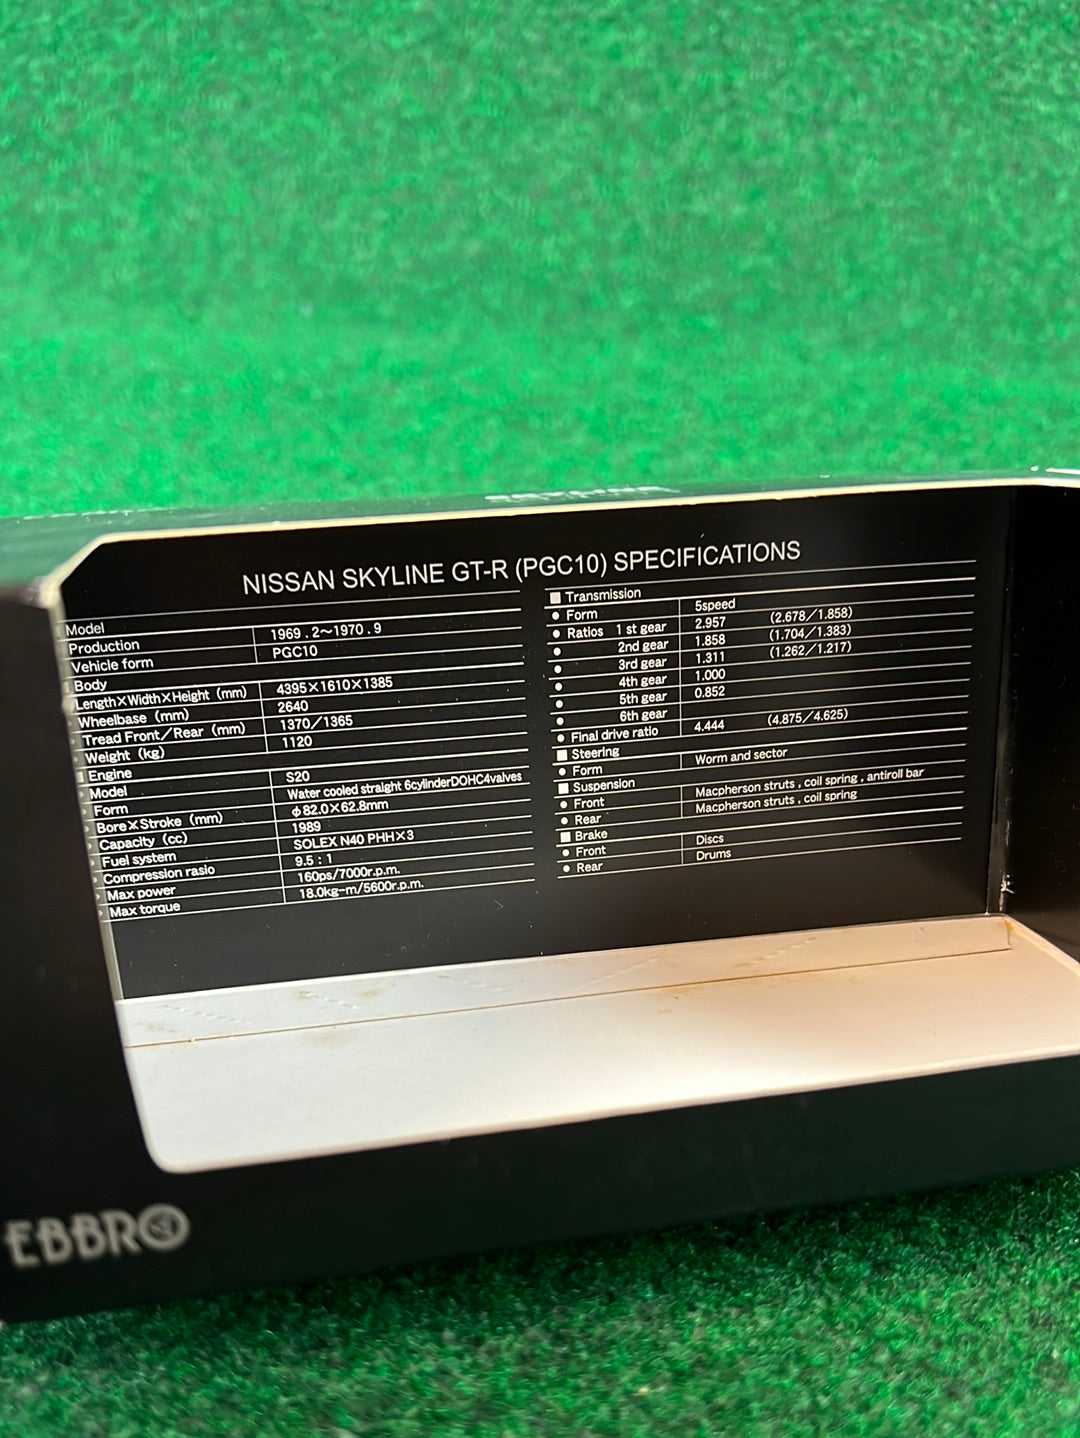 NISSAN SKYLINE GT-R (PGC10) SPECIFICATIONS
Model
Production 1969.2～1970.9
Vehicle form PGC10
Body
Length×Width×Height (mm) 4395×1610×1385
Wheelbase (mm) 2640
Tread Front／Rear (mm) 1370／1365
Weight (kg) 1120
Engine
Model S20
Form Water cooled straight 6cylinderDOHC4valves
Bore×Stroke (mm) φ82.0×62.8mm
Capacity (cc) 1989
Fuel system SOLEX N40 PHH×3
Compression rasio 9.5 : 1
Max power 160ps/7000r.p.m.
Max torque 18.0kg-m/5600r.p.m.
■ Transmission
● Form 5speed
● Ratios 1 st gear 2.957 (2.678／1.858)
● 2nd gear 1.858 (1.704／1.383)
● 3rd gear 1.311 (1.262／1.217)
● 4th gear 1.000
● 5th gear 0.852
● 6th gear
● Final drive ratio 4.444 (4.875／4.625)
■ Steering
● Form Worm and sector
■ Suspension
● Front Macpherson struts , coil spring , antiroll bar
● Rear Macpherson struts , coil spring
■ Brake
● Front Discs
● Rear Drums
EBBRO